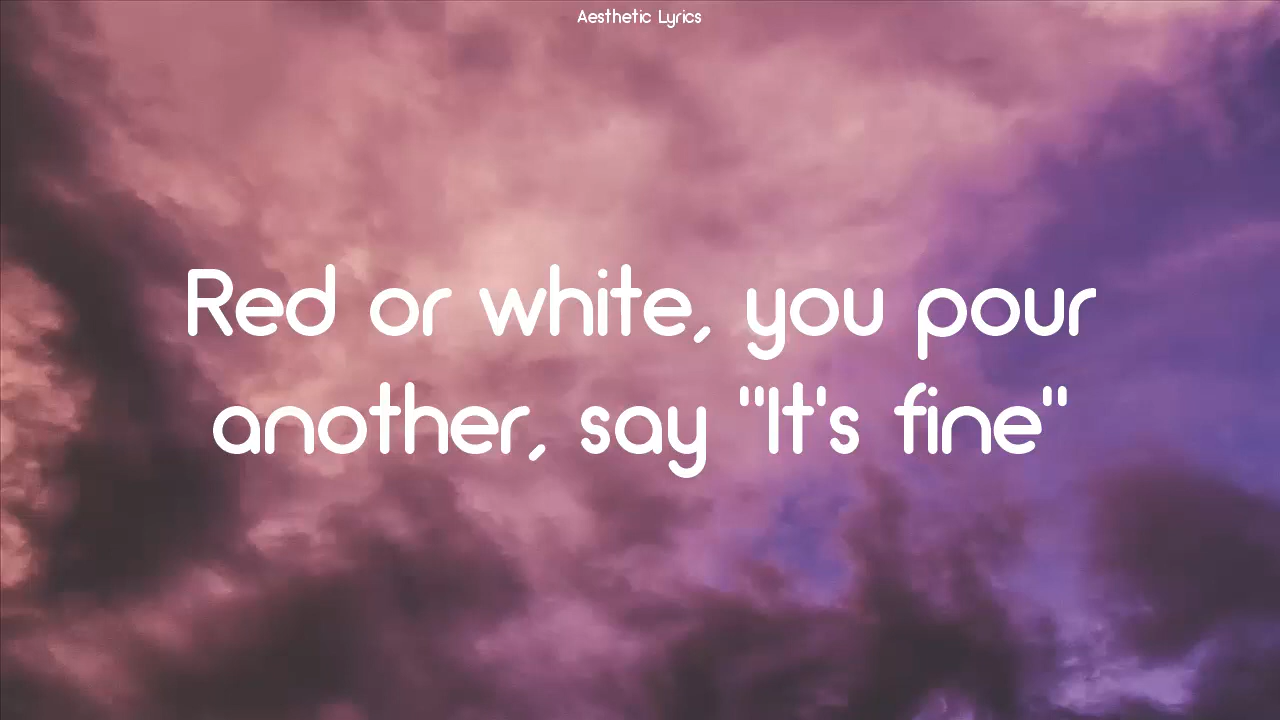 Aesthetic Lyrics
Red or white, you pour
another, say "It's fine"